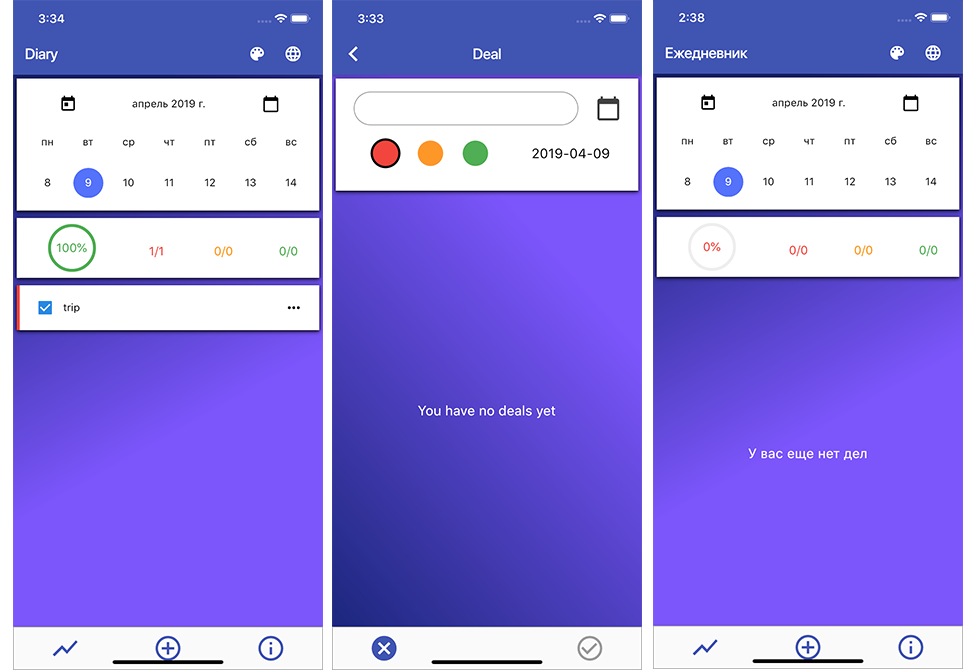 3:34
Diary
апрель 2019 г.
пн вт ср чт пт сб вс
8 9 10 11 12 13 14
100% 1/1 0/0 0/0
trip
3:33
Deal
2019-04-09
You have no deals yet
2:38
Ежедневник
апрель 2019 г.
пн вт ср чт пт сб вс
8 9 10 11 12 13 14
0% 0/0 0/0 0/0
У вас еще нет дел